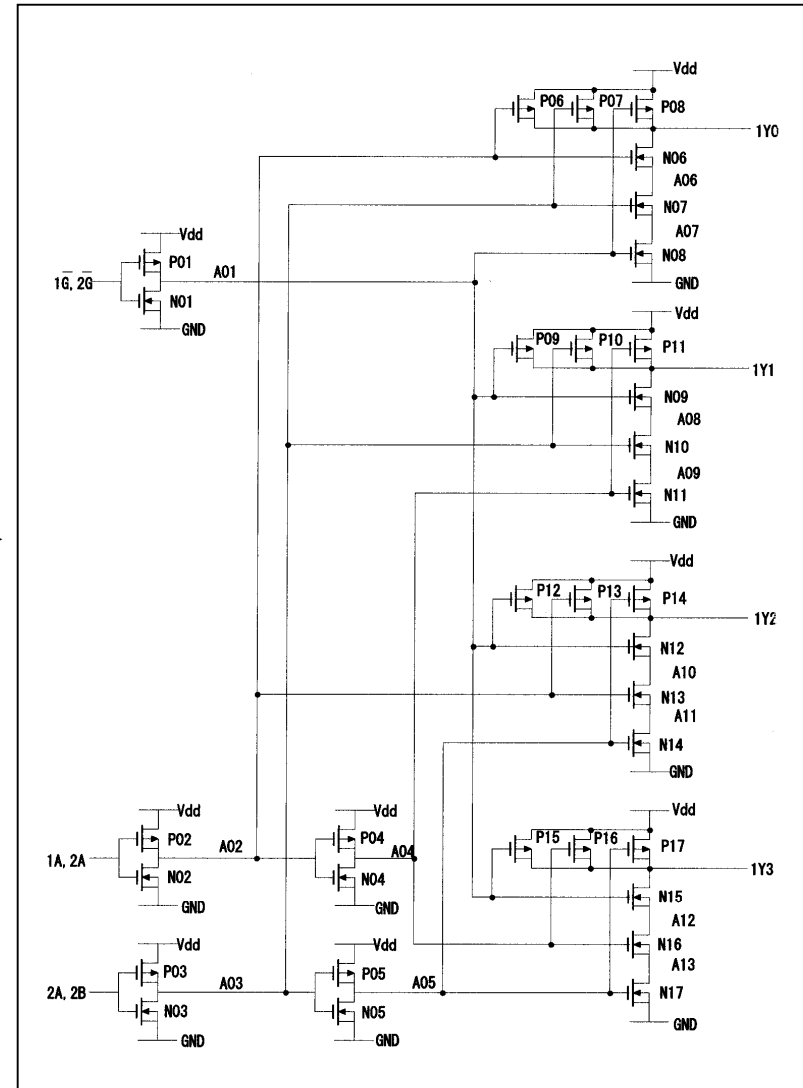 Vdd
P06 P07 P08
1Y0
N06
A06
N07
A07
N08
GND
Vdd
P01
1G̅, 2G̅ A01
N01
GND
Vdd
P09 P10 P11
1Y1
N09
A08
N10
A09
N11
GND
Vdd
P12 P13 P14
1Y2
N12
A10
N13
A11
N14
GND
Vdd Vdd Vdd
P02 P04 P15 P16 P17
1A, 2A A02 A04 1Y3
N02 N04 N15
GND GND A12
N16
Vdd Vdd A13
P03 P05
2A, 2B A03 A05 N17
N03 N05
GND GND GND